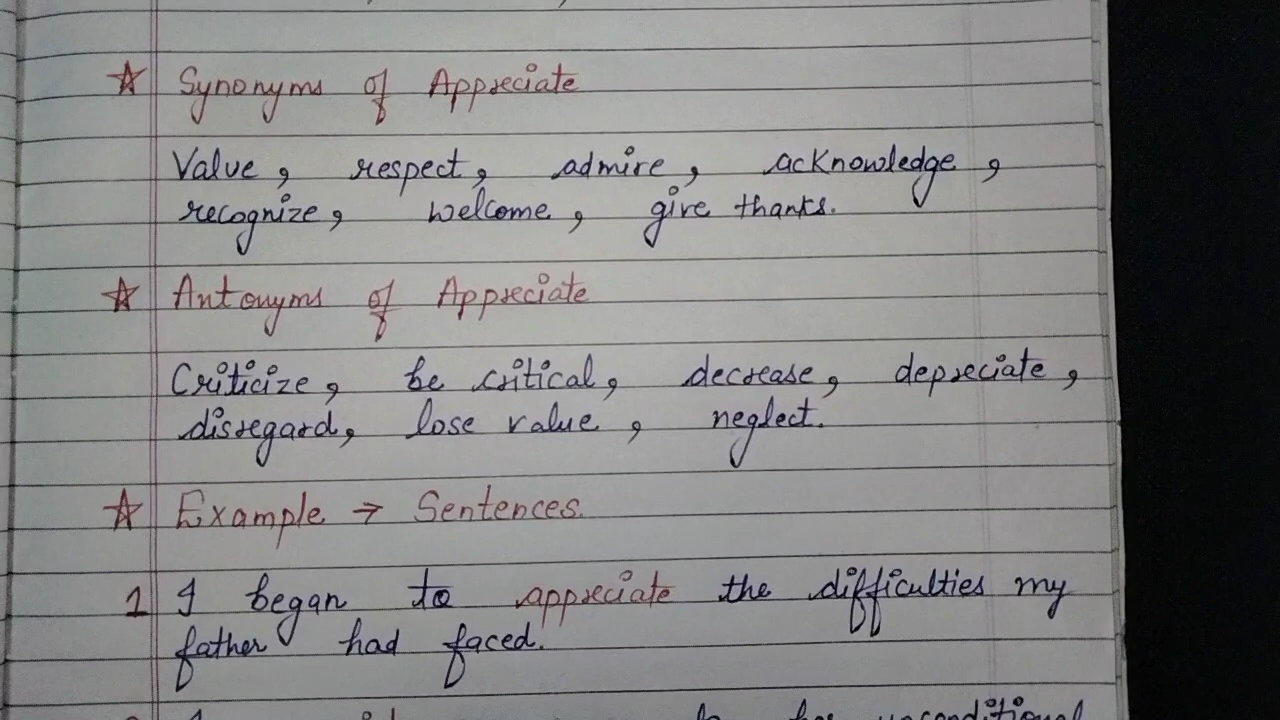 ☆ Synonyms of Appreciate
Value, respect, admire, acknowledge,
recognize, welcome, give thanks.
☆ Antonyms of Appreciate
Criticize, be critical, decrease, depreciate,
disregard, lose value, neglect.
☆ Example → Sentences.
1 I began to appreciate the difficulties my
father had faced.
unconditional